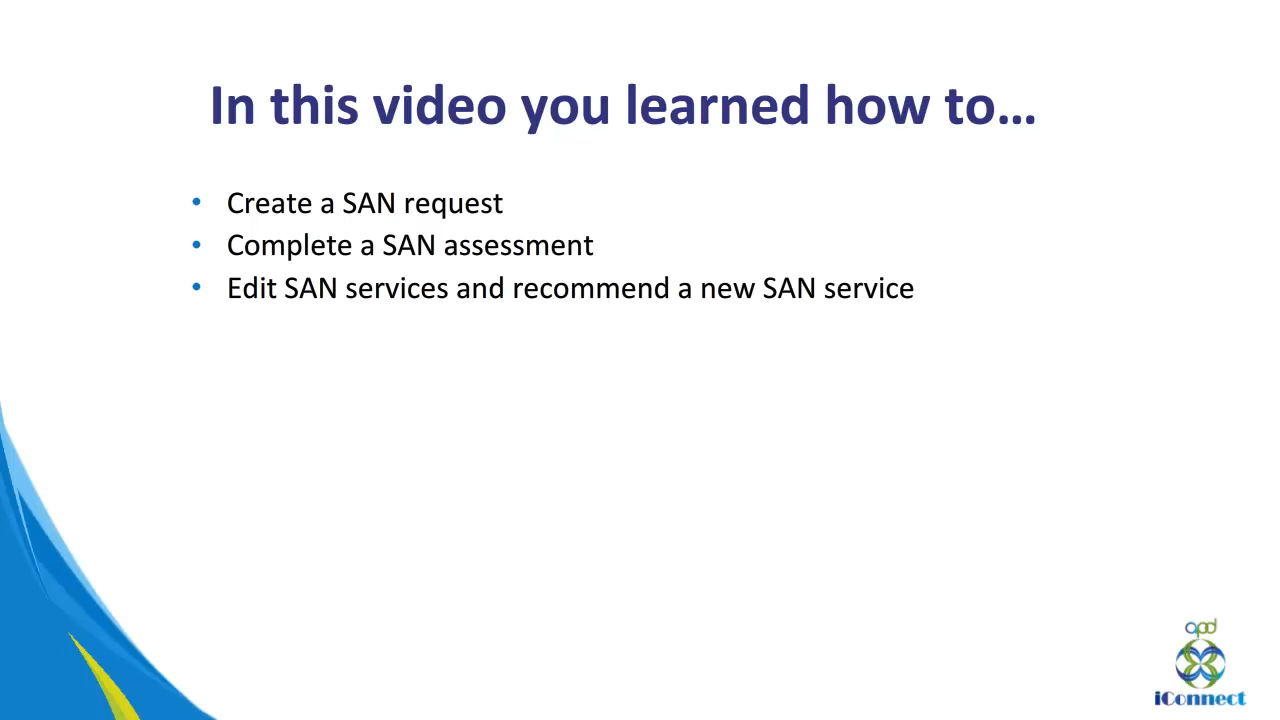 In this video you learned how to…
• Create a SAN request
• Complete a SAN assessment
• Edit SAN services and recommend a new SAN service
apd
iConnect